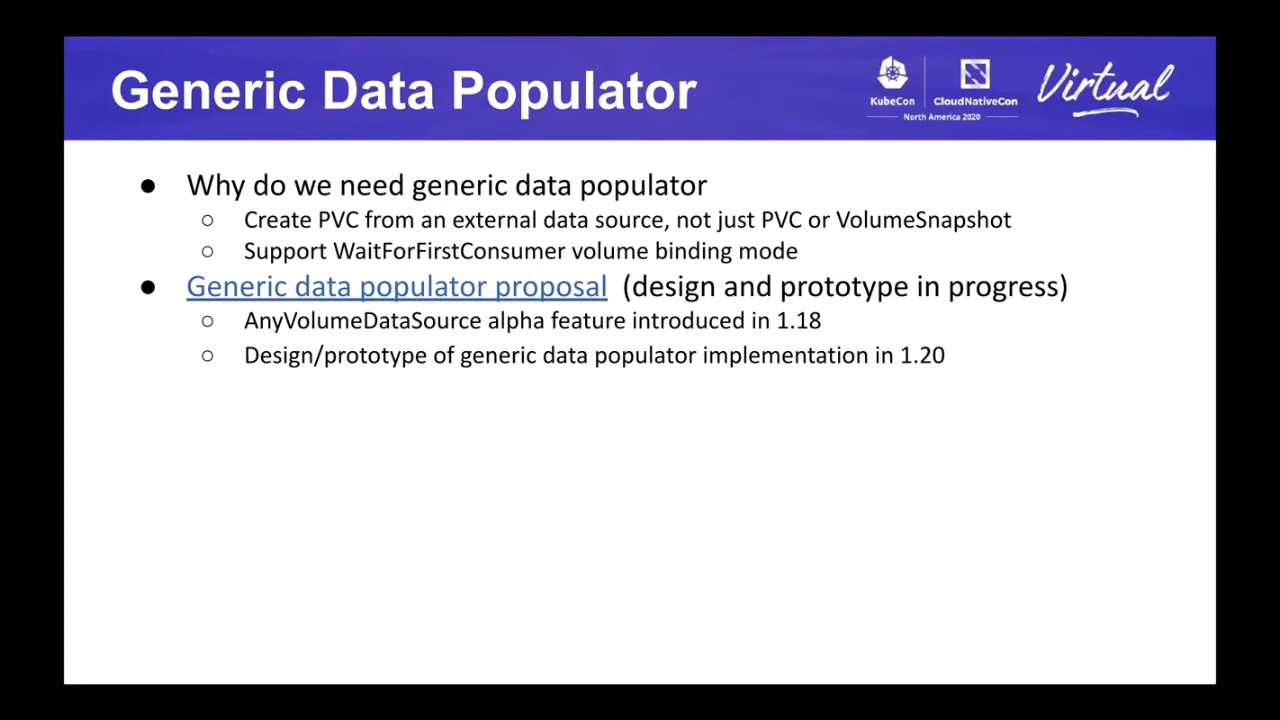 Generic Data Populator
KubeCon
CloudNativeCon
North America 2020
Virtual
● Why do we need generic data populator
○ Create PVC from an external data source, not just PVC or VolumeSnapshot
○ Support WaitForFirstConsumer volume binding mode
● Generic data populator proposal (design and prototype in progress)
○ AnyVolumeDataSource alpha feature introduced in 1.18
○ Design/prototype of generic data populator implementation in 1.20